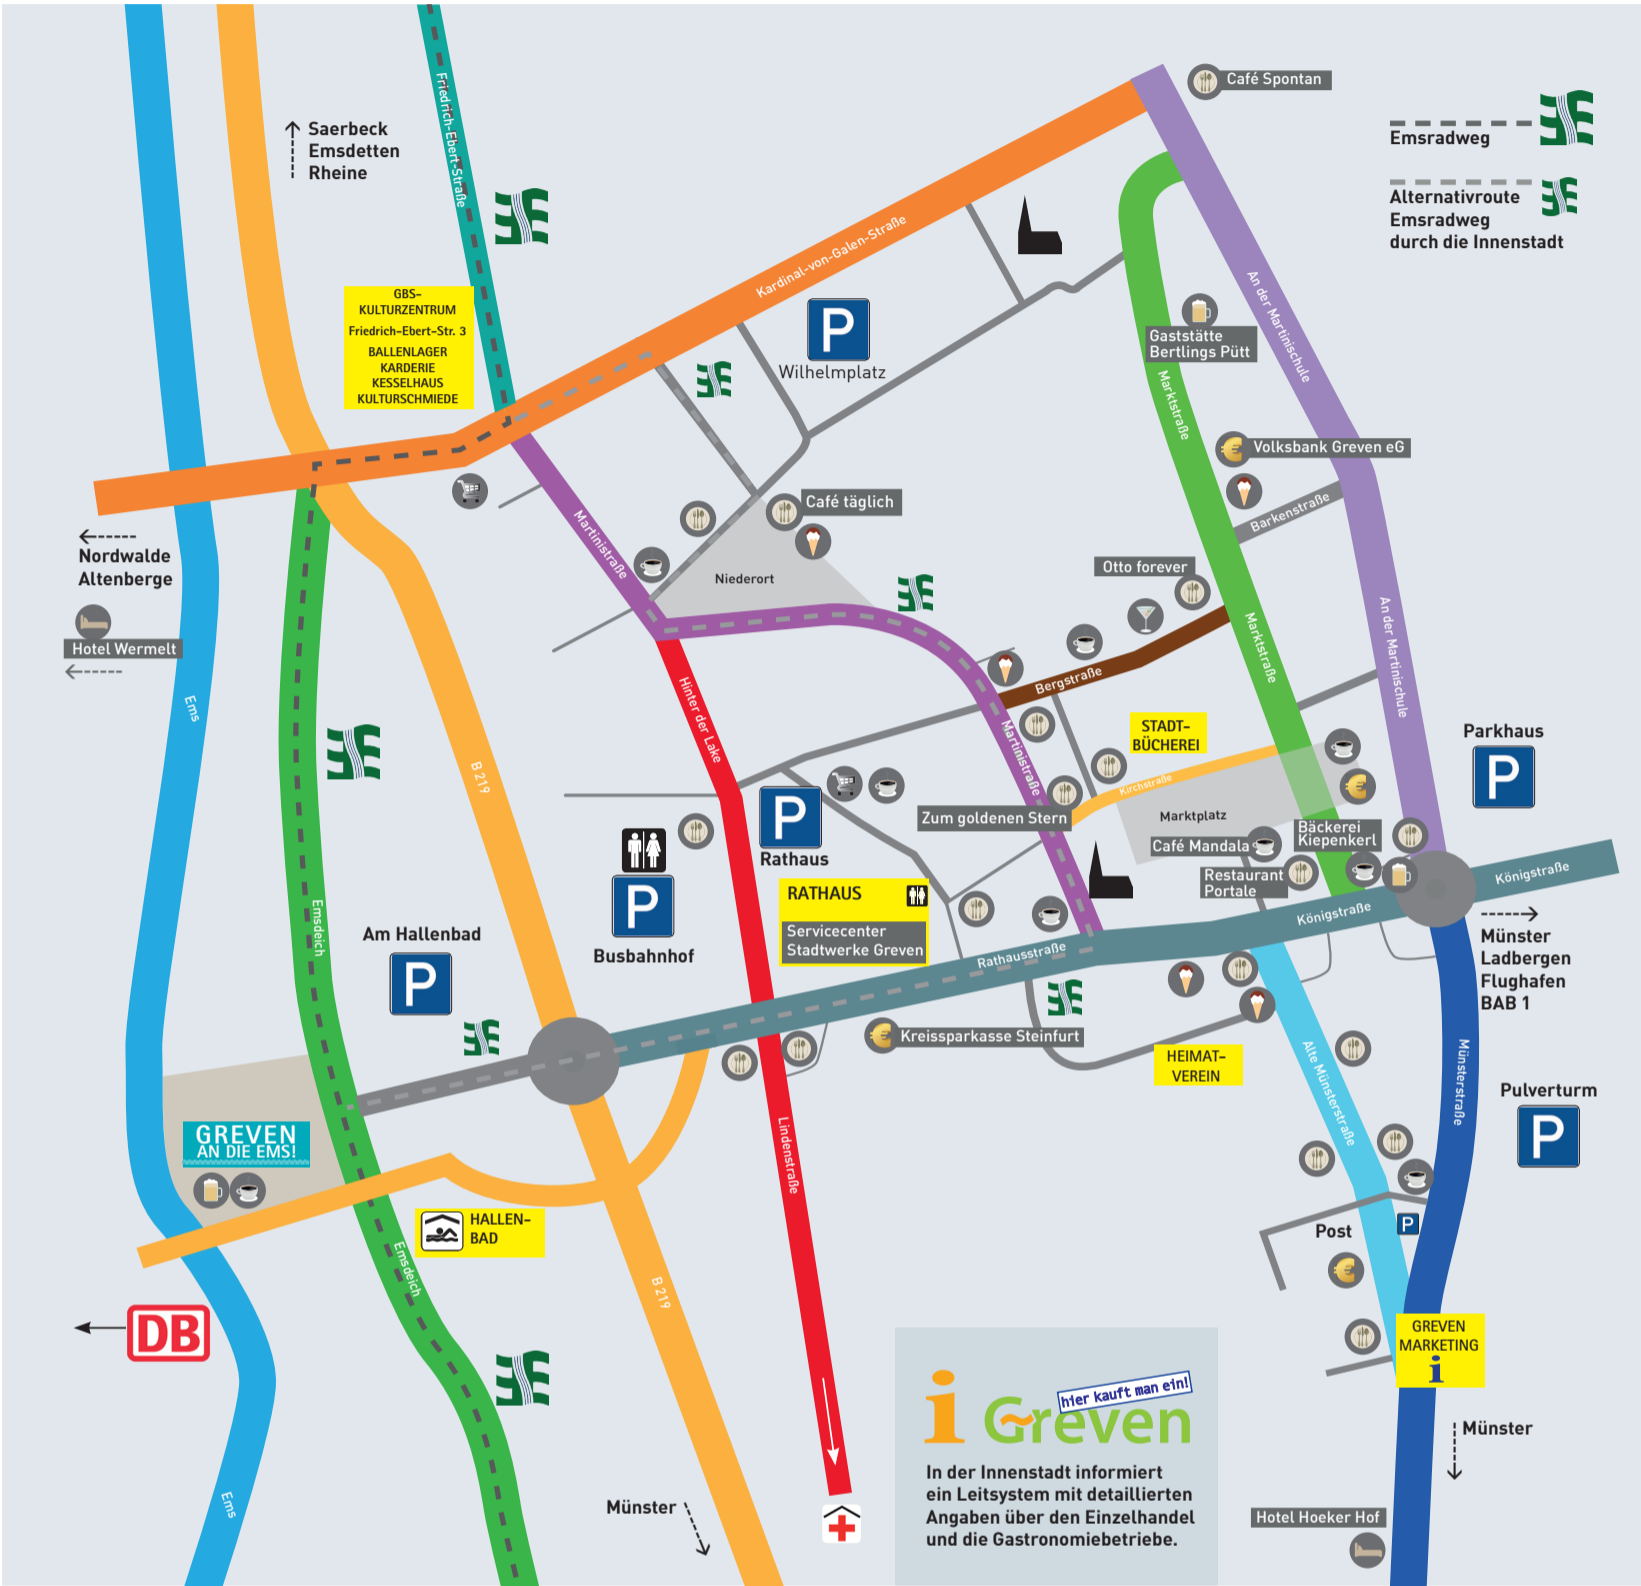 Café Spontan
Emsradweg
Alternativroute
Emsradweg
durch die Innenstadt
Saerbeck
Emsdetten
Rheine
Friedrich-Ebert-Straße
Kardinal-von-Galen-Straße
An der Martinischule
GBS-
KULTURZENTRUM
Friedrich-Ebert-Str. 3
BALLENLAGER
KARDERIE
KESSELHAUS
KULTURSCHMIEDE
P
Wilhelmplatz
Gaststätte
Bertlings Pütt
Marktstraße
Volksbank Greven eG
Barkenstraße
Café täglich
Martinistraße
Niederort
Nordwalde
Altenberge
Hotel Wermelt
Otto forever
Bergstraße
Marktstraße
An der Martinischule
Ems
B 219
Hinter der Lake
Martinistraße
STADT-
BÜCHEREI
Kirchstraße
Parkhaus
P
Zum goldenen Stern
Marktplatz
Café Mandala
Bäckerei
Kiepenkerl
Restaurant
Portale
P
Rathaus
RATHAUS
Servicecenter
Stadtwerke Greven
P
Busbahnhof
Königstraße
Königstraße
Rathausstraße
Münster
Ladbergen
Flughafen
BAB 1
Emsdeich
Am Hallenbad
P
Kreissparkasse Steinfurt
HEIMAT-
VEREIN
Alte Münsterstraße
Münsterstraße
Pulverturm
P
GREVEN
AN DIE EMS!
Lindenstraße
HALLEN-
BAD
Emsdeich
B 219
Post
P
DB
GREVEN
MARKETING
i
i Greven
hier kauft man ein!
In der Innenstadt informiert
ein Leitsystem mit detaillierten
Angaben über den Einzelhandel
und die Gastronomiebetriebe.
Münster
Ems
Münster
Hotel Hoeker Hof